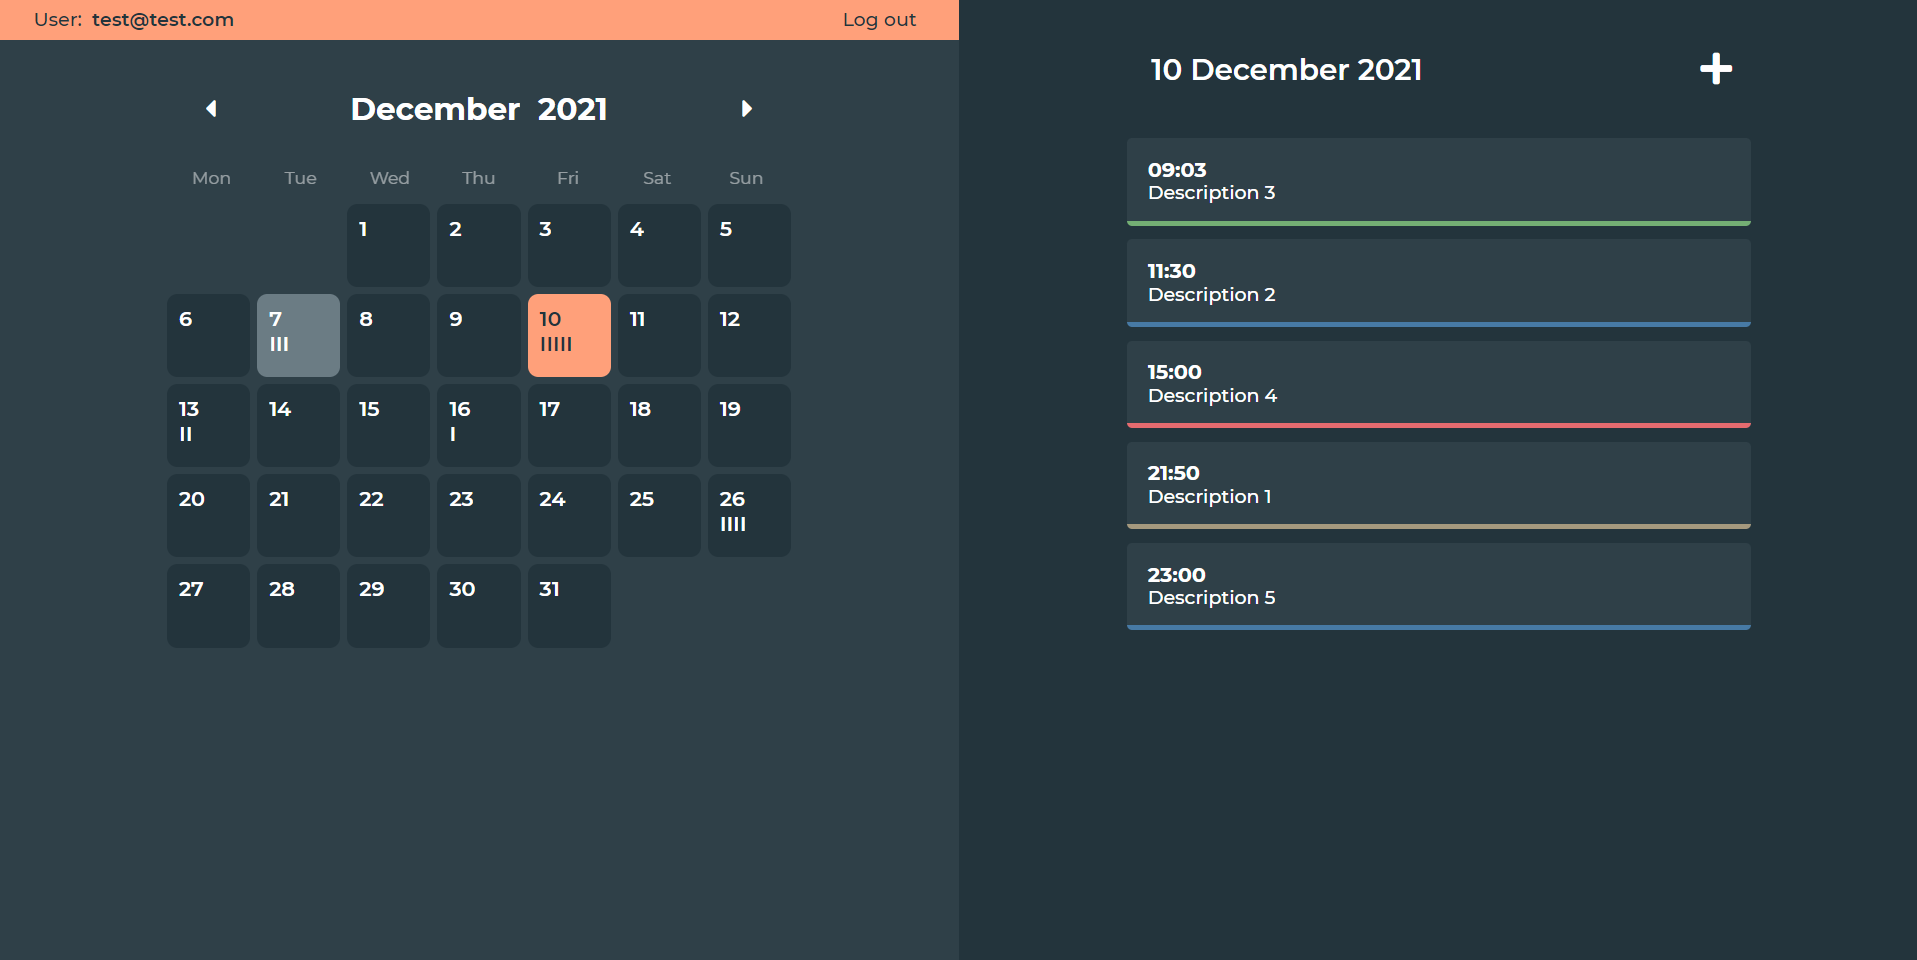 User: test@test.com Log out
December 2021
Mon Tue Wed Thu Fri Sat Sun
1 2 3 4 5
6 7 8 9 10 11 12
III IIIII
13 14 15 16 17 18 19
II I
20 21 22 23 24 25 26
IIII
27 28 29 30 31
10 December 2021
09:03
Description 3
11:30
Description 2
15:00
Description 4
21:50
Description 1
23:00
Description 5